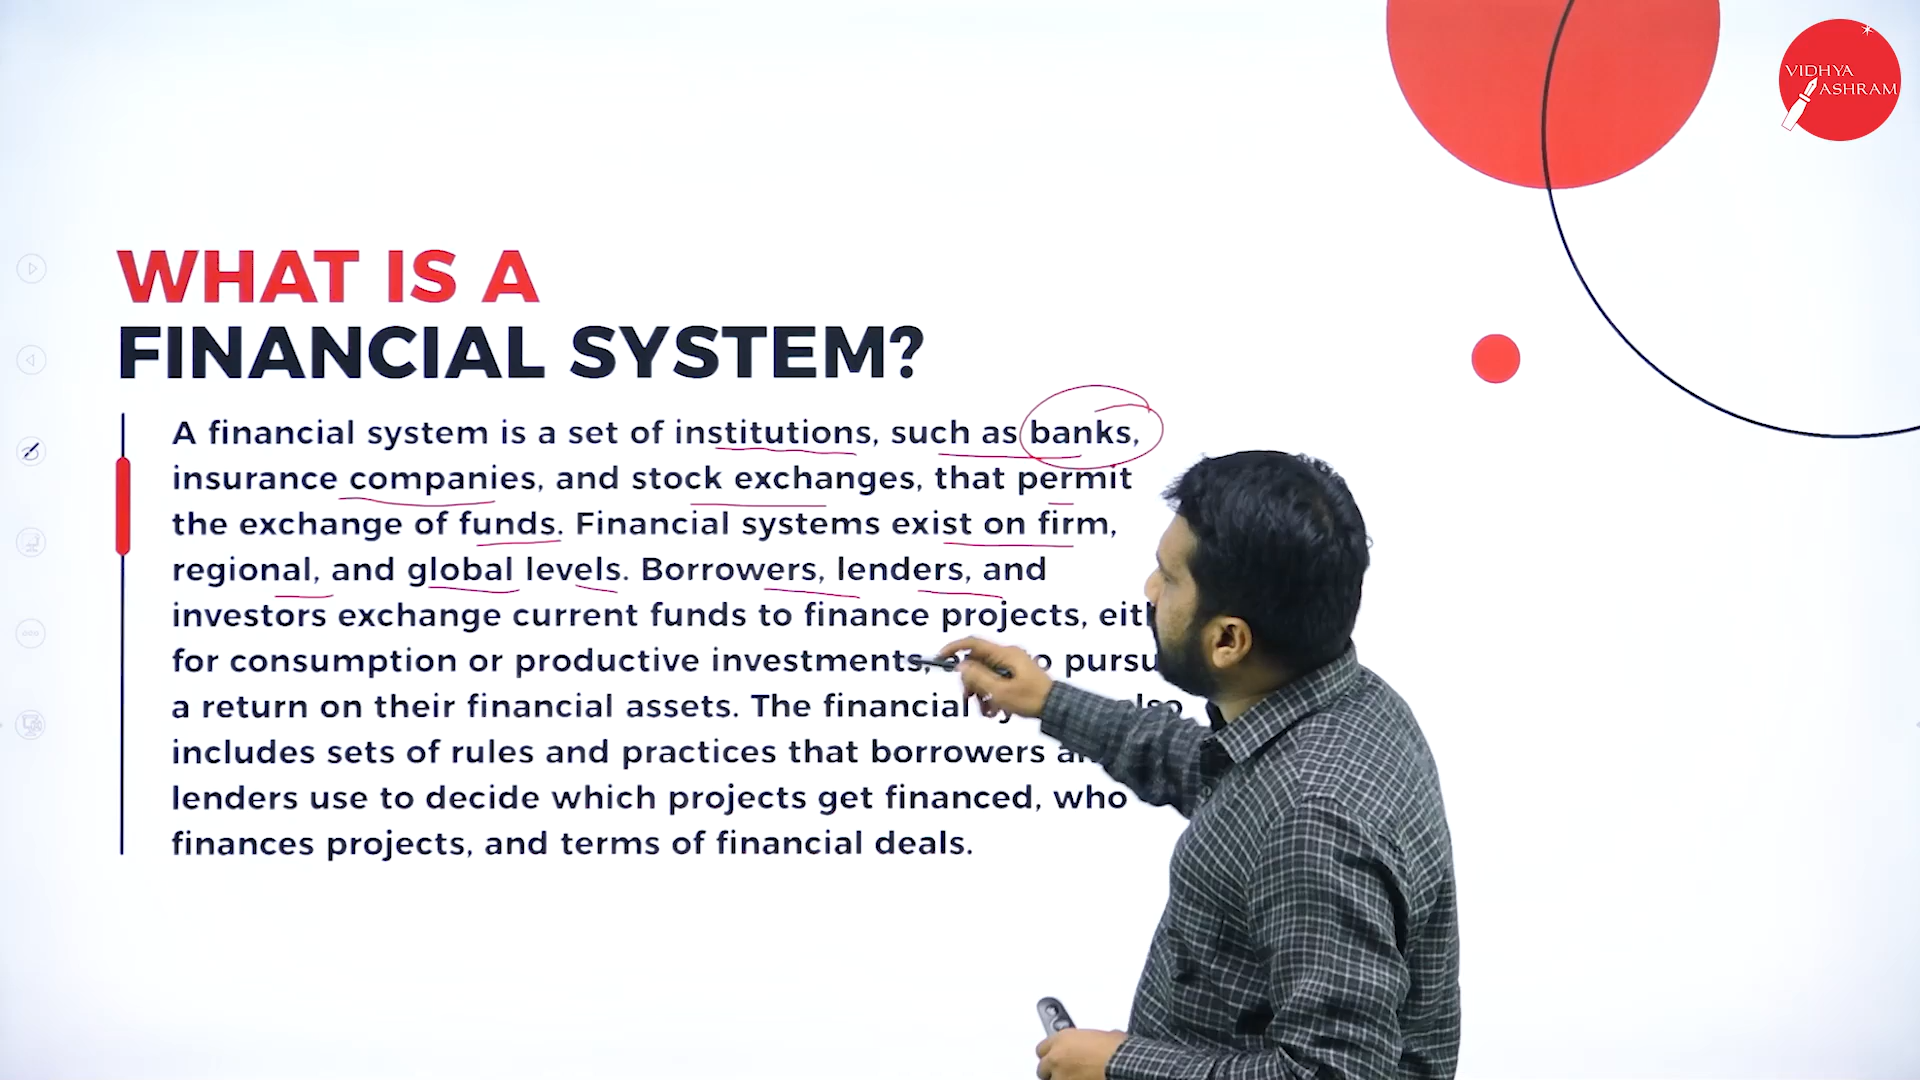 VIDHYA
ASHRAM
WHAT IS A
FINANCIAL SYSTEM?
A financial system is a set of institutions, such as banks,
insurance companies, and stock exchanges, that permit
the exchange of funds. Financial systems exist on firm,
regional, and global levels. Borrowers, lenders, and
investors exchange current funds to finance projects,
for consumption or productive investments,
a return on their financial assets. The financial
includes sets of rules and practices that borrowers
lenders use to decide which projects get financed, who
finances projects, and terms of financial deals.